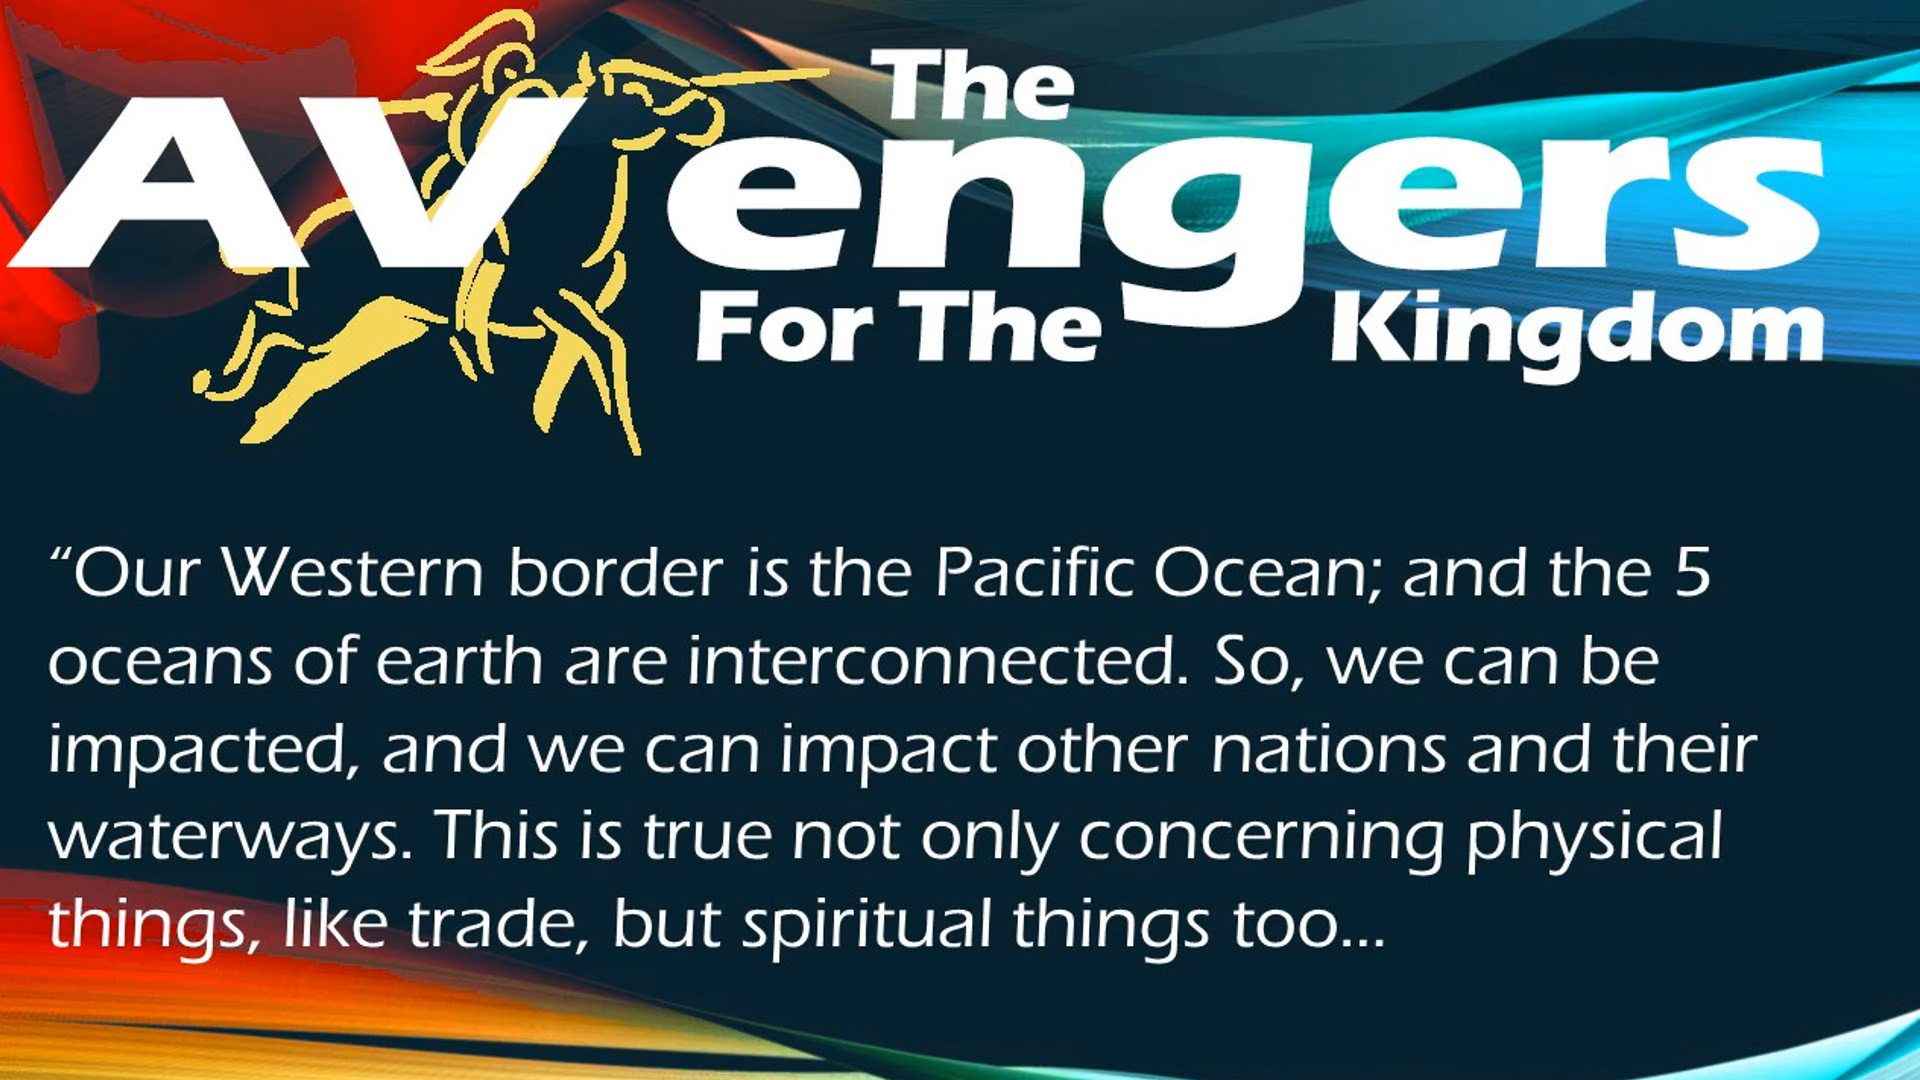 The
AVengers
For The Kingdom
“Our Western border is the Pacific Ocean; and the 5
oceans of earth are interconnected. So, we can be
impacted, and we can impact other nations and their
waterways. This is true not only concerning physical
things, like trade, but spiritual things too...